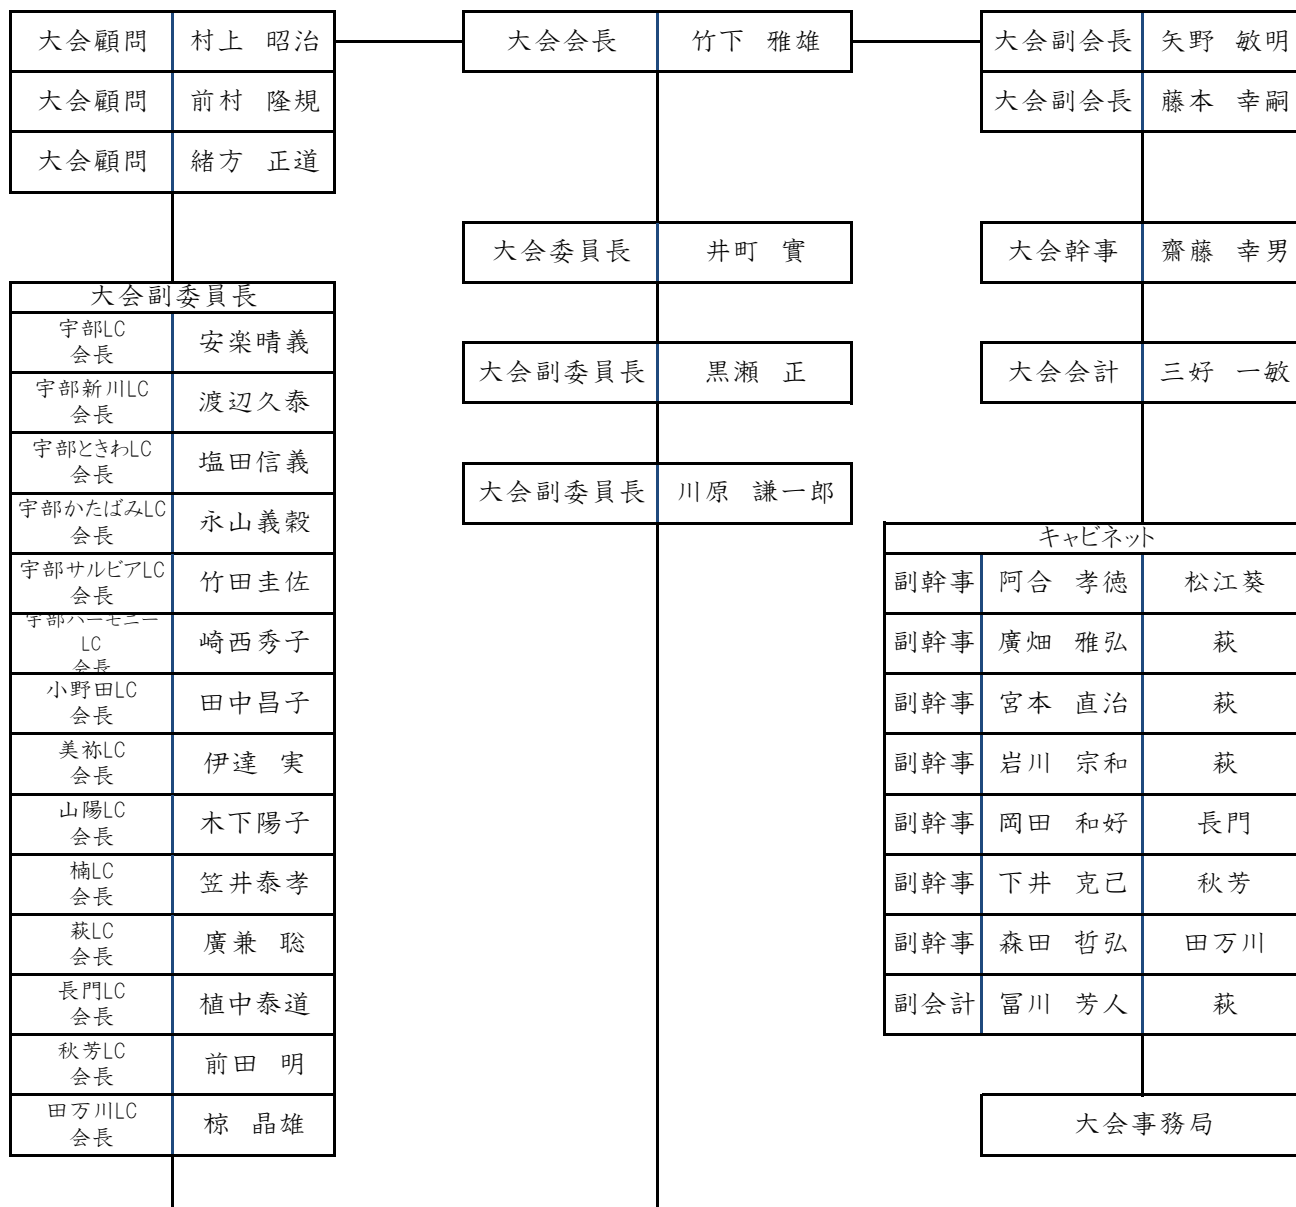 大会顧問 村上 昭治
大会顧問 前村 隆規
大会顧問 緒方 正道
大会会長 竹下 雅雄
大会副会長 矢野 敏明
大会副会長 藤本 幸嗣
大会委員長 井町 實
大会幹事 齋藤 幸男
大会副委員長 黒瀬 正
大会会計 三好 一敏
大会副委員長 川原 謙一郎
大会副委員長
宇部LC
会長
安楽晴義
宇部新川LC
会長
渡辺久泰
宇部ときわLC
会長
塩田信義
宇部かたばみLC
会長
永山義毅
宇部サルビアLC
会長
竹田圭佐
宇部ハーモニー
LC
会長
崎西秀子
小野田LC
会長
田中昌子
美祢LC
会長
伊達 実
山陽LC
会長
木下陽子
楠LC
会長
笠井泰孝
萩LC
会長
廣兼 聡
長門LC
会長
植中泰道
秋芳LC
会長
前田 明
田万川LC
会長
椋 晶雄
キャビネット
副幹事 阿合 孝徳 松江葵
副幹事 廣畑 雅弘 萩
副幹事 宮本 直治 萩
副幹事 岩川 宗和 萩
副幹事 岡田 和好 長門
副幹事 下井 克己 秋芳
副幹事 森田 哲弘 田万川
副会計 冨川 芳人 萩
大会事務局